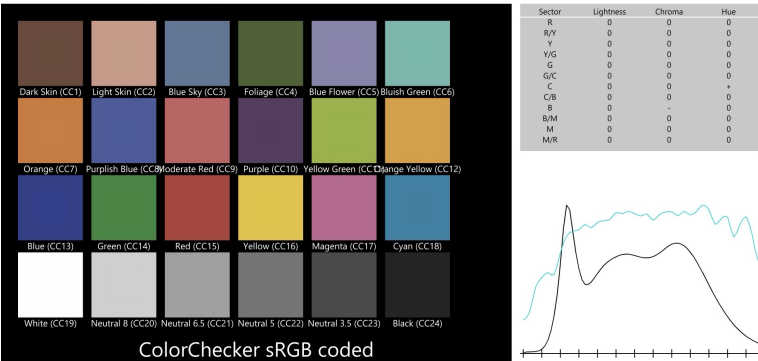 Dark Skin (CC1) Light Skin (CC2) Blue Sky (CC3) Foliage (CC4) Blue Flower (CC5) Bluish Green (CC6)
Orange (CC7) Purplish Blue (CC8) Moderate Red (CC9) Purple (CC10) Yellow Green (CC11) Orange Yellow (CC12)
Blue (CC13) Green (CC14) Red (CC15) Yellow (CC16) Magenta (CC17) Cyan (CC18)
White (CC19) Neutral 8 (CC20) Neutral 6.5 (CC21) Neutral 5 (CC22) Neutral 3.5 (CC23) Black (CC24)
ColorChecker sRGB coded
Sector Lightness Chroma Hue
R 0 0 0
R/Y 0 0 0
Y 0 0 0
Y/G 0 0 0
G 0 0 0
G/C 0 0 0
C 0 0 +
C/B 0 0 0
B 0 - 0
B/M 0 0 0
M 0 0 0
M/R 0 0 0